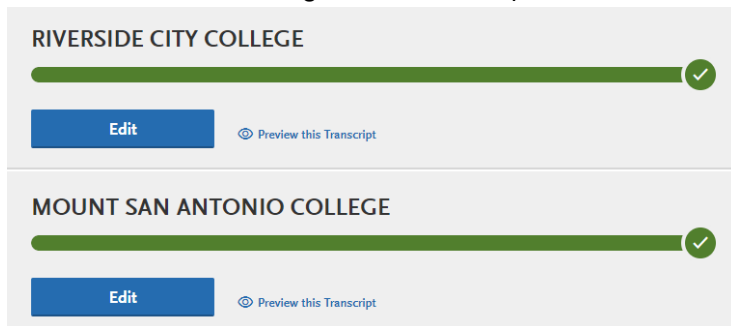 RIVERSIDE CITY COLLEGE
Edit
Preview this Transcript
MOUNT SAN ANTONIO COLLEGE
Edit
Preview this Transcript